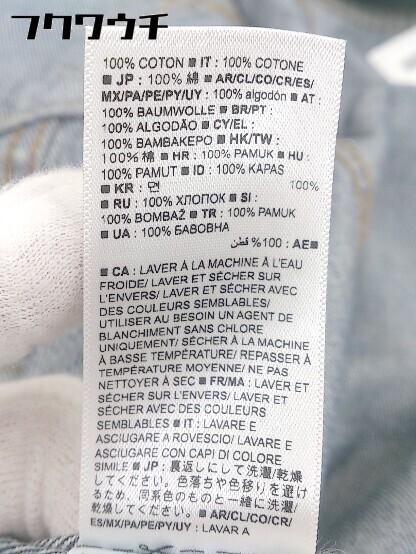 フクワウチ
100% COTON ■ IT : 100% COTONE
■ JP : 100% 綿 ■ AR/CL/CO/CR/ES/
MX/PA/PE/PY/UY : 100% algodón ■ AT :
100% BAUMWOLLE ■ BR/PT :
100% ALGODÃO ■ CY/EL :
100% ΒΑΜΒΑΚΕΡΟ ■ HK/TW :
100% 棉 ■ HR : 100% PAMUK ■ HU :
100% PAMUT ■ ID : 100% KAPAS
■ KR : 면 100%
■ RU : 100% ХЛОПОК ■ SI :
100% BOMBAŽ ■ TR : 100% PAMUK
■ UA : 100% БАВОВНА
■AE : 100% قطن
■ CA : LAVER À LA MACHINE À L'EAU
FROIDE/ LAVER ET SÉCHER SUR
L'ENVERS/ LAVER ET SÉCHER AVEC
DES COULEURS SEMBLABLES/
UTILISER AU BESOIN UN AGENT DE
BLANCHIMENT SANS CHLORE
UNIQUEMENT/ SÉCHER À LA MACHINE
À BASSE TEMPÉRATURE/ REPASSER À
TEMPÉRATURE MOYENNE/ NE PAS
NETTOYER À SEC ■ FR/MA : LAVER ET
SÉCHER SUR L'ENVERS/ LAVER ET
SÉCHER AVEC DES COULEURS
SEMBLABLES ■ IT : LAVARE E
ASCIUGARE A ROVESCIO/ LAVARE E
ASCIUGARE CON CAPI DI COLORE
SIMILE ■ JP : 裏返しにして洗濯/乾燥
してください。色落ちや色移りを避け
るため、同系色のものと一緒に洗濯/
乾燥してください。 ■ AR/CL/CO/CR/
ES/MX/PA/PE/PY/UY : LAVAR A